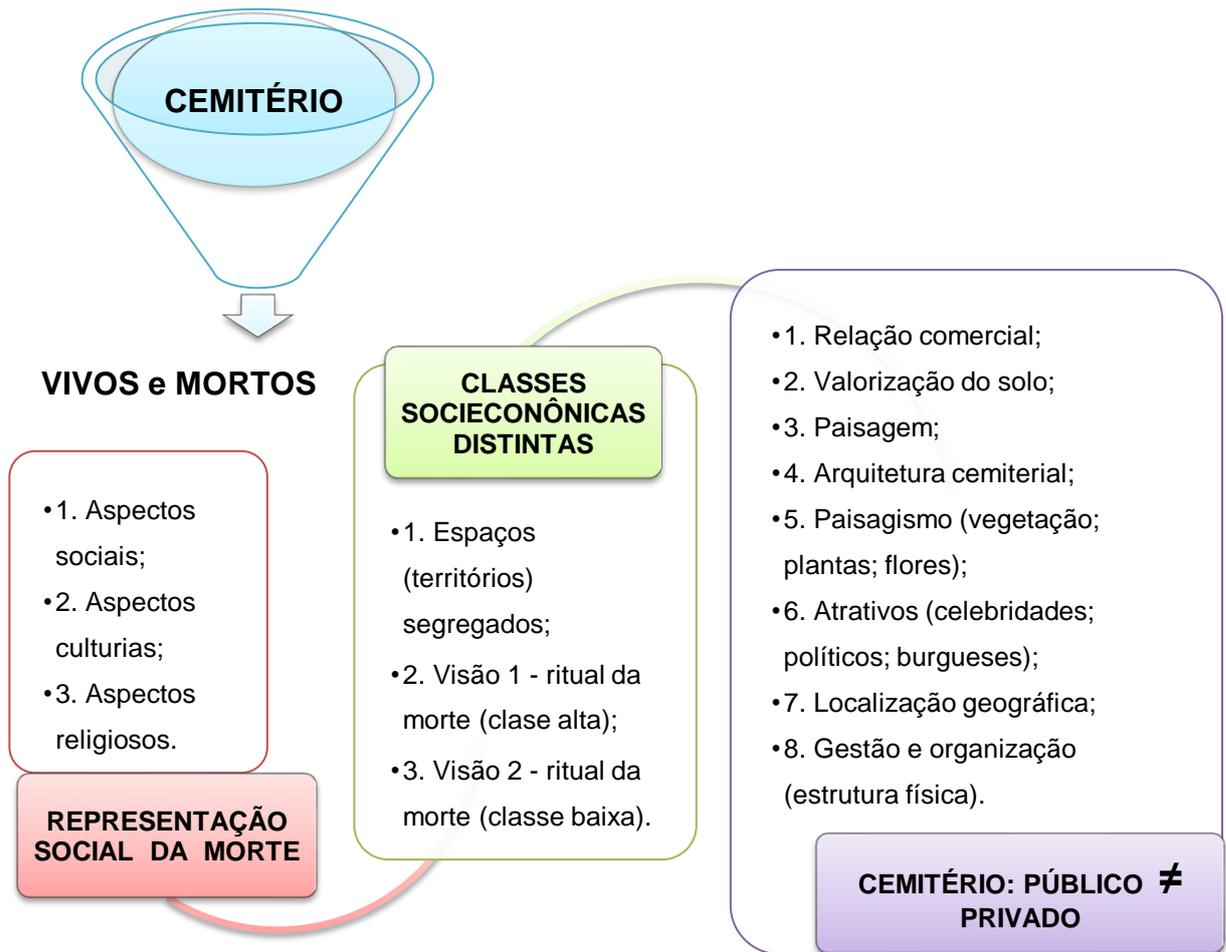 CEMITÉRIO
VIVOS e MORTOS
•1. Aspectos
sociais;
•2. Aspectos
culturias;
•3. Aspectos
religiosos.
REPRESENTAÇÃO
SOCIAL DA MORTE
CLASSES
SOCIECONÔNICAS
DISTINTAS
•1. Espaços
(territórios)
segregados;
•2. Visão 1 - ritual da
morte (clase alta);
•3. Visão 2 - ritual da
morte (classe baixa).
•1. Relação comercial;
•2. Valorização do solo;
•3. Paisagem;
•4. Arquitetura cemiterial;
•5. Paisagismo (vegetação;
plantas; flores);
•6. Atrativos (celebridades;
políticos; burgueses);
•7. Localização geográfica;
•8. Gestão e organização
(estrutura física).
CEMITÉRIO: PÚBLICO ≠
PRIVADO